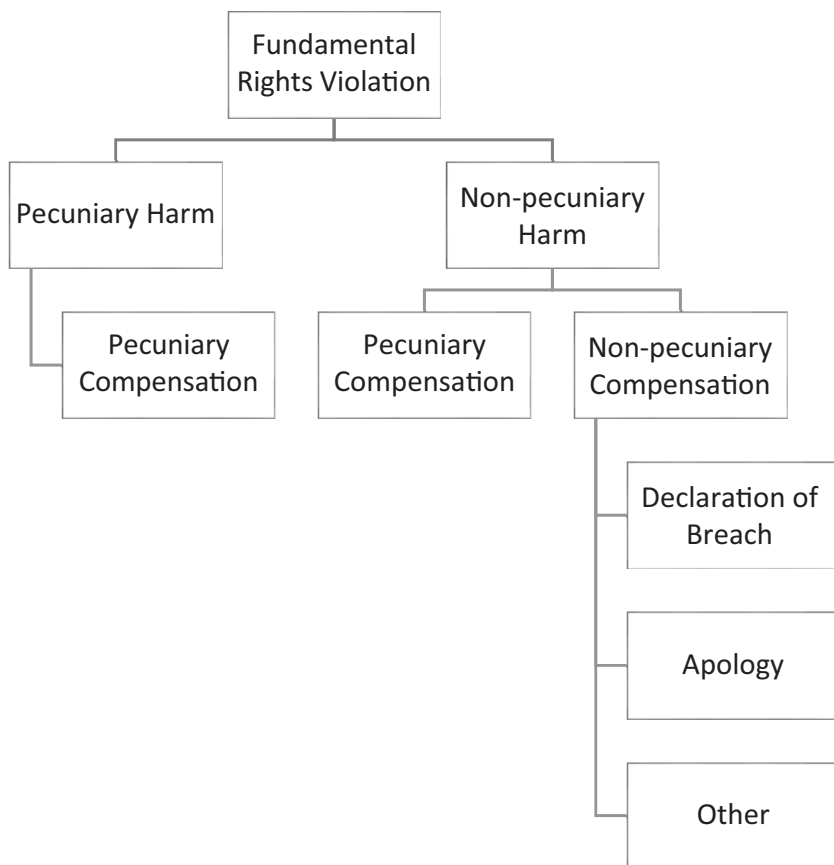 Fundamental
Rights Violation
Pecuniary Harm
Non-pecuniary
Harm
Pecuniary
Compensation
Pecuniary
Compensation
Non-pecuniary
Compensation
Declaration of
Breach
Apology
Other